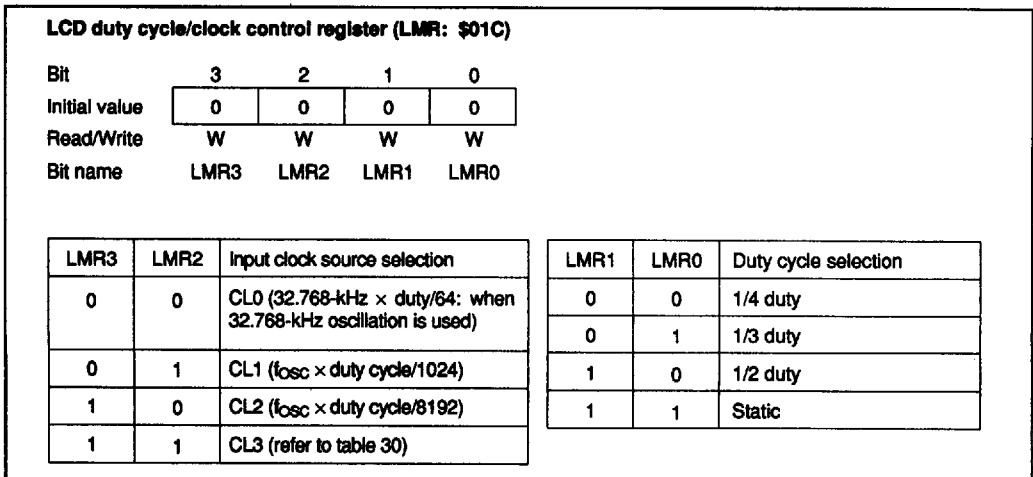 LCD duty cycle/clock control register (LMR: $01C)
Bit 3 2 1 0
Initial value 0 0 0 0
Read/Write W W W W
Bit name LMR3 LMR2 LMR1 LMR0
LMR3 LMR2 Input clock source selection
0 0 CL0 (32.768-kHz × duty/64: when
32.768-kHz oscillation is used)
0 1 CL1 (fOSC × duty cycle/1024)
1 0 CL2 (fOSC × duty cycle/8192)
1 1 CL3 (refer to table 30)
LMR1 LMR0 Duty cycle selection
0 0 1/4 duty
0 1 1/3 duty
1 0 1/2 duty
1 1 Static